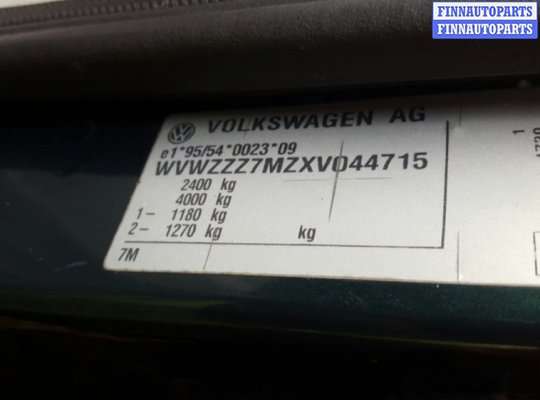 FINNAUTOPARTS
FINNAUTOPARTS
VOLKSWAGEN AG
e1*95/54*0023*09
WVWZZZ7MZXV044715
2400 kg
4000 kg
1- 1180 kg
2- 1270 kg kg
7M
1